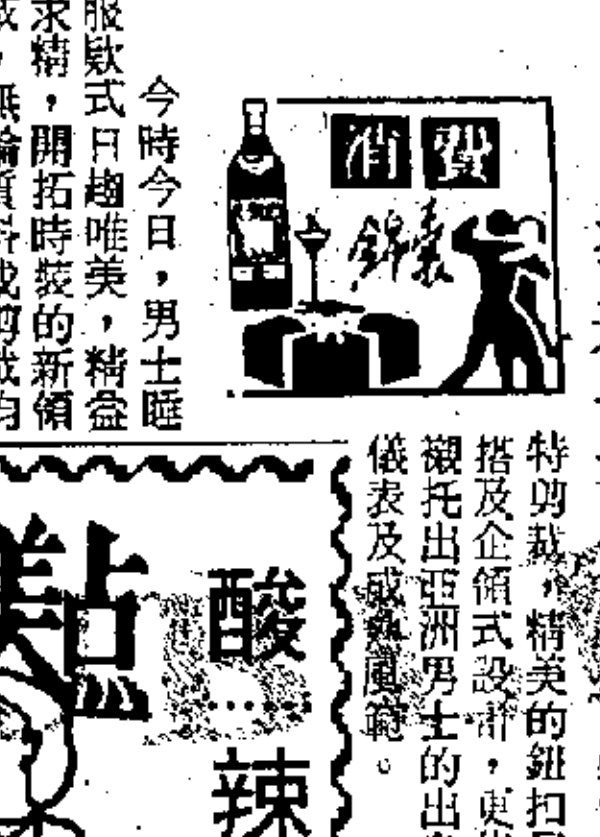 消費
錦囊
今時今日，男士睡
服欵式日趨唯美，精益
求精，開拓時裝的新領
特剪裁，精美的鈕扣
搭及企領式設計，更
襯托出亞洲男士的出
儀表及成熟風範。
點
酸
……
辣